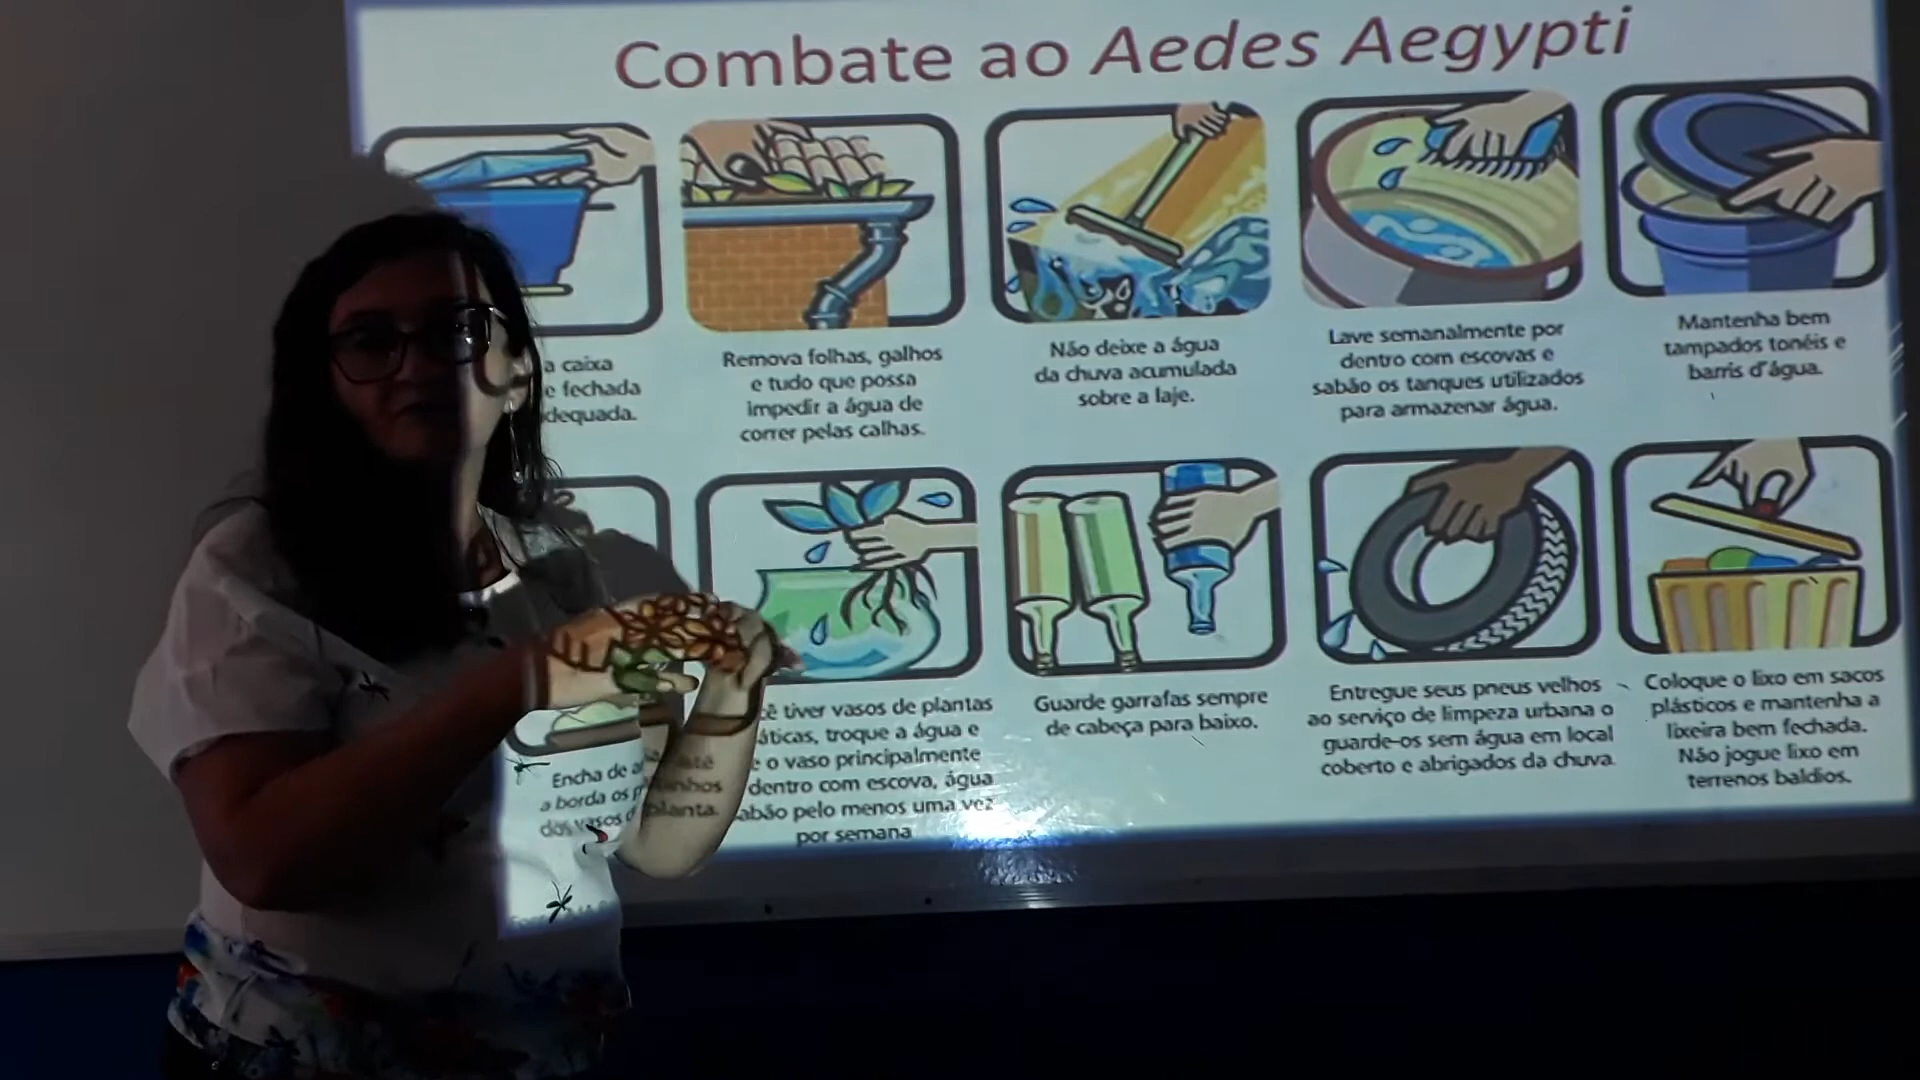 Combate ao Aedes Aegypti
a caixa
e fechada
dequada.
Remova folhas, galhos
e tudo que possa
impedir a água de
correr pelas calhas.
Não deixe a água
da chuva acumulada
sobre a laje.
Lave semanalmente por
dentro com escovas e
sabão os tanques utilizados
para armazenar água.
Mantenha bem
tampados tonéis e
barris d'água.
Encha de até
a borda os
dos vasos planta.
ê tiver vasos de plantas
áticas, troque a água e
e o vaso principalmente
dentro com escova, água
abão pelo menos uma vez
por semana
Guarde garrafas sempre
de cabeça para baixo.
Entregue seus pneus velhos
ao serviço de limpeza urbana o
guarde-os sem água em local
coberto e abrigados da chuva.
Coloque o lixo em sacos
plásticos e mantenha a
lixeira bem fechada.
Não jogue lixo em
terrenos baldios.